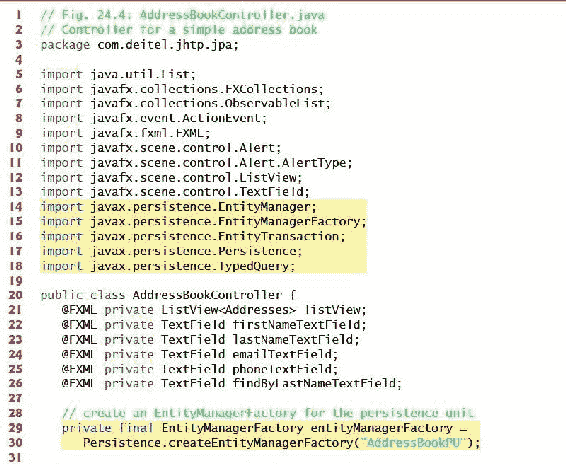 1 // Fig. 24.4: AddressBookController.java
2 // Controller for a simple address book
3 package com.deitel.jhtp.jpa;
4
5 import java.util.List;
6 import javafx.collections.FXCollections;
7 import javafx.collections.ObservableList;
8 import javafx.event.ActionEvent;
9 import javafx.fxml.FXML;
10 import javafx.scene.control.Alert;
11 import javafx.scene.control.Alert.AlertType;
12 import javafx.scene.control.ListView;
13 import javafx.scene.control.TextField;
14 import javax.persistence.EntityManager;
15 import javax.persistence.EntityManagerFactory;
16 import javax.persistence.EntityTransaction;
17 import javax.persistence.Persistence;
18 import javax.persistence.TypedQuery;
19
20 public class AddressBookController {
21 @FXML private ListView<Addresses> listView;
22 @FXML private TextField firstNameTextField;
23 @FXML private TextField lastNameTextField;
24 @FXML private TextField emailTextField;
25 @FXML private TextField phoneTextField;
26 @FXML private TextField findByLastNameTextField;
27
28 // create an EntityManagerFactory for the persistence unit
29 private final EntityManagerFactory entityManagerFactory =
30 Persistence.createEntityManagerFactory("AddressBookPU");
31